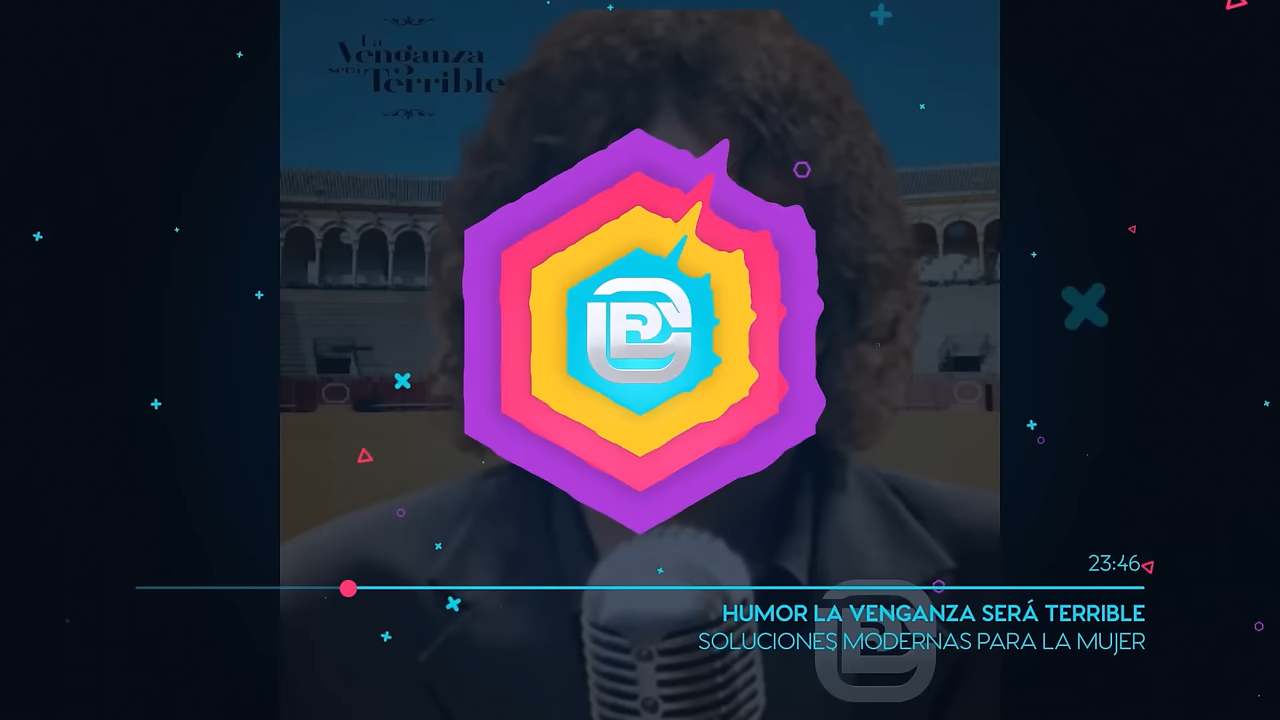 La
Venganza
será
Terrible
23:46
HUMOR LA VENGANZA SERÁ TERRIBLE
SOLUCIONES MODERNAS PARA LA MUJER